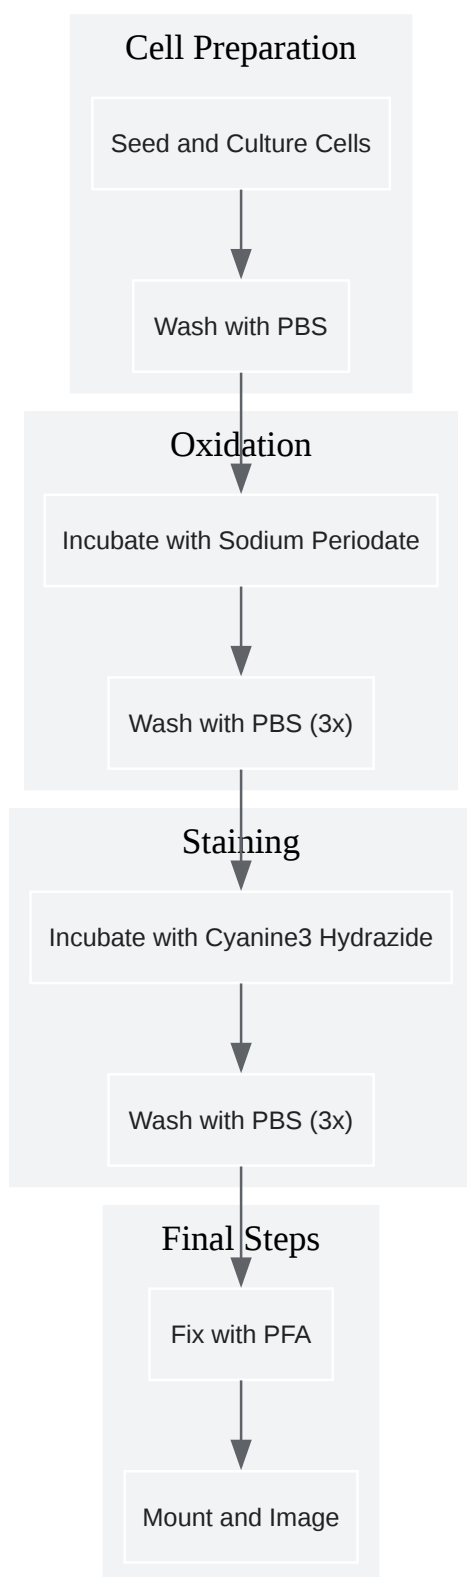 Cell Preparation
Seed and Culture Cells
Wash with PBS
Oxidation
Incubate with Sodium Periodate
Wash with PBS (3x)
Staining
Incubate with Cyanine3 Hydrazide
Wash with PBS (3x)
Final Steps
Fix with PFA
Mount and Image